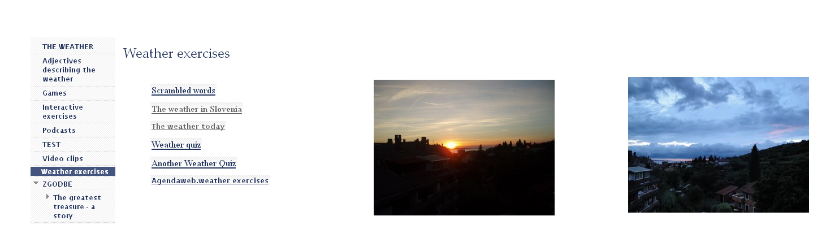 THE WEATHER
Adjectives
describing the
weather
Games
Interactive
exercises
Podcasts
TEST
Video clips
Weather exercises
ZGODBE
The greatest
treasure - a
story
Weather exercises
Scrambled words
The weather in Slovenia
The weather today
Weather quiz
Another Weather Quiz
Agendaweb.weather exercises